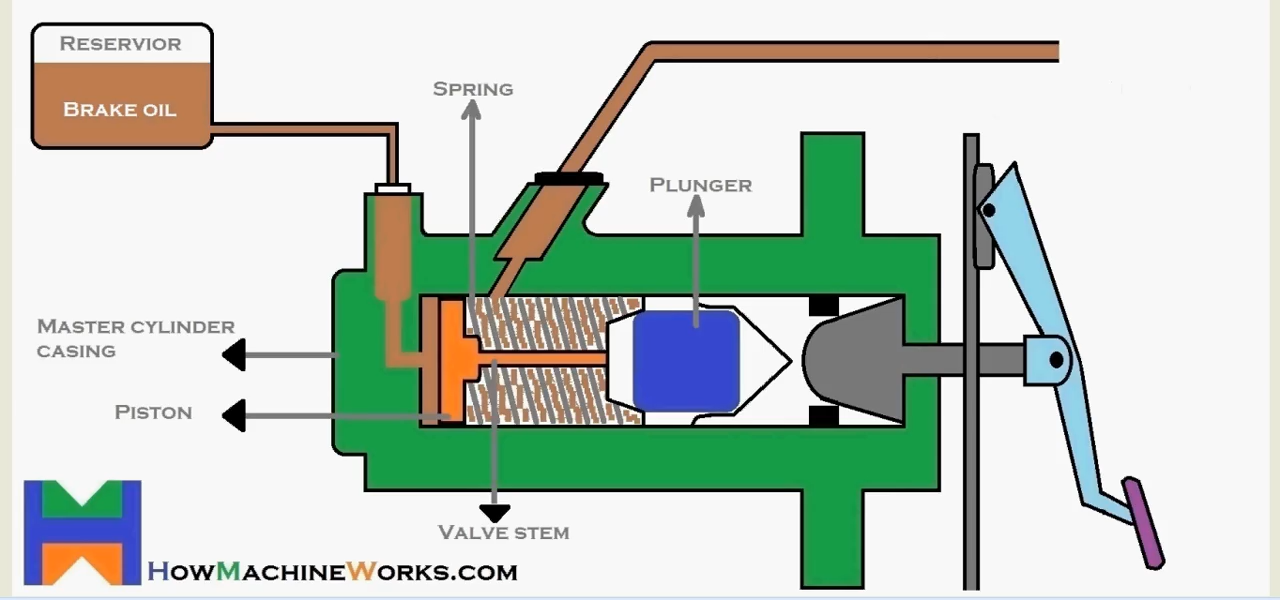 RESERVIOR
BRAKE OIL
SPRING
PLUNGER
MASTER CYLINDER
CASING
PISTON
VALVE STEM
HOWMACHINEWORKS.COM